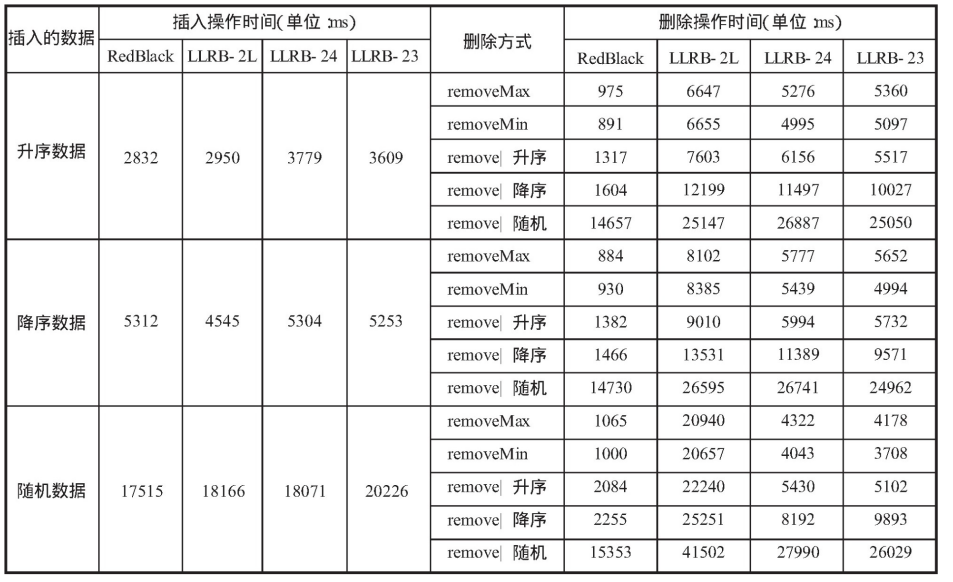 插入的数据 插入操作时间(单位:ms) 删除方式 删除操作时间(单位:ms)
RedBlack LLRB-2L LLRB-24 LLRB-23 RedBlack LLRB-2L LLRB-24 LLRB-23
升序数据 2832 2950 3779 3609 removeMax 975 6647 5276 5360
removeMin 891 6655 4995 5097
remove| 升序 1317 7603 6156 5517
remove| 降序 1604 12199 11497 10027
remove| 随机 14657 25147 26887 25050
降序数据 5312 4545 5304 5253 removeMax 884 8102 5777 5652
removeMin 930 8385 5439 4994
remove| 升序 1382 9010 5994 5732
remove| 降序 1466 13531 11389 9571
remove| 随机 14730 26595 26741 24962
随机数据 17515 18166 18071 20226 removeMax 1065 20940 4322 4178
removeMin 1000 20657 4043 3708
remove| 升序 2084 22240 5430 5102
remove| 降序 2255 25251 8192 9893
remove| 随机 15353 41502 27990 26029